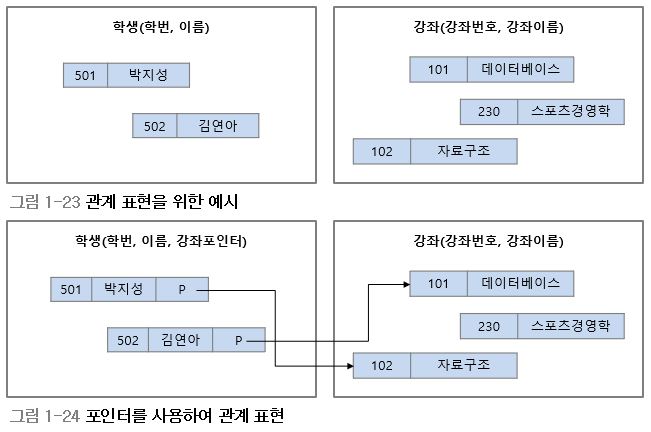 학생(학번, 이름)
501 박지성
502 김연아
강좌(강좌번호, 강좌이름)
101 데이터베이스
230 스포츠경영학
102 자료구조
그림 1-23 관계 표현을 위한 예시
학생(학번, 이름, 강좌포인터)
501 박지성 P
502 김연아 P
강좌(강좌번호, 강좌이름)
101 데이터베이스
230 스포츠경영학
102 자료구조
그림 1-24 포인터를 사용하여 관계 표현